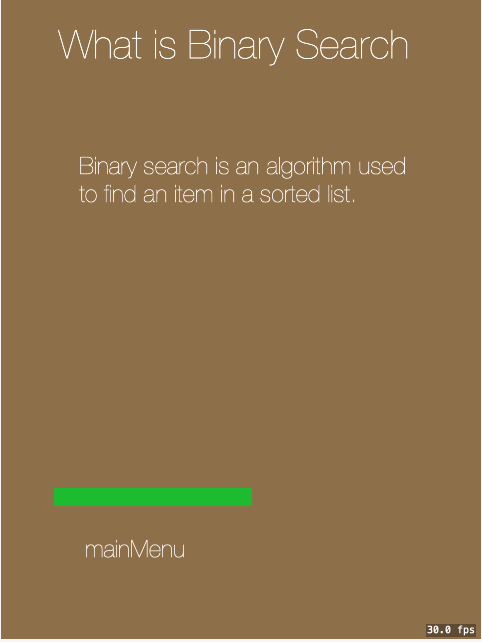 What is Binary Search
Binary search is an algorithm used
to find an item in a sorted list.
mainMenu
30.0 fps